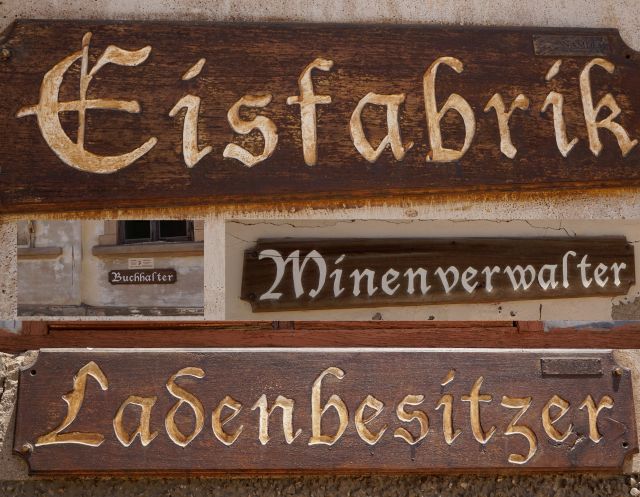 Eisfabrik
Buchhalter
Minenverwalter
Ladenbesitzer